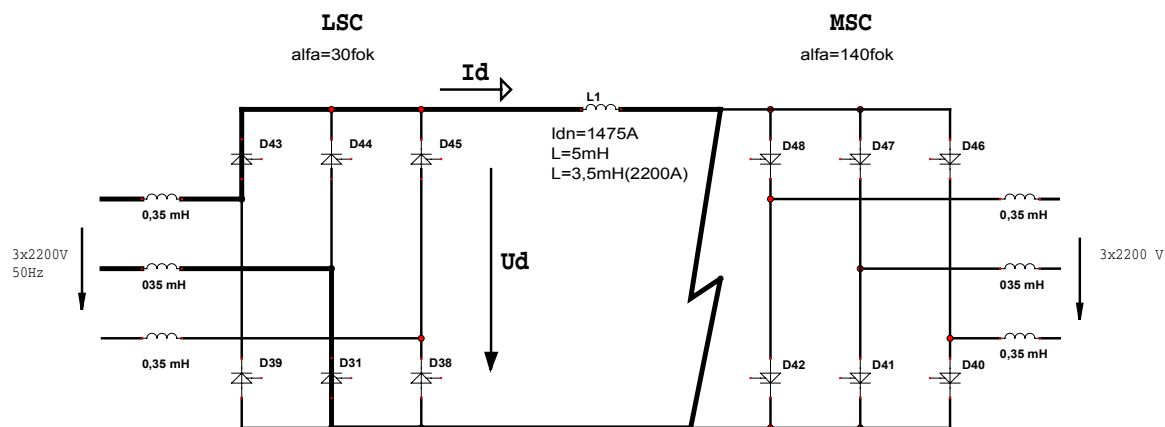 LSC
alfa=30fok
MSC
alfa=140fok
Id
L1
Idn=1475A
L=5mH
L=3,5mH(2200A)
D43
D44
D45
D48
D47
D46
0,35 mH
0,35 mH
3x2200V
50Hz
Ud
3x2200 V
035 mH
035 mH
0,35 mH
0,35 mH
D39
D31
D38
D42
D41
D40